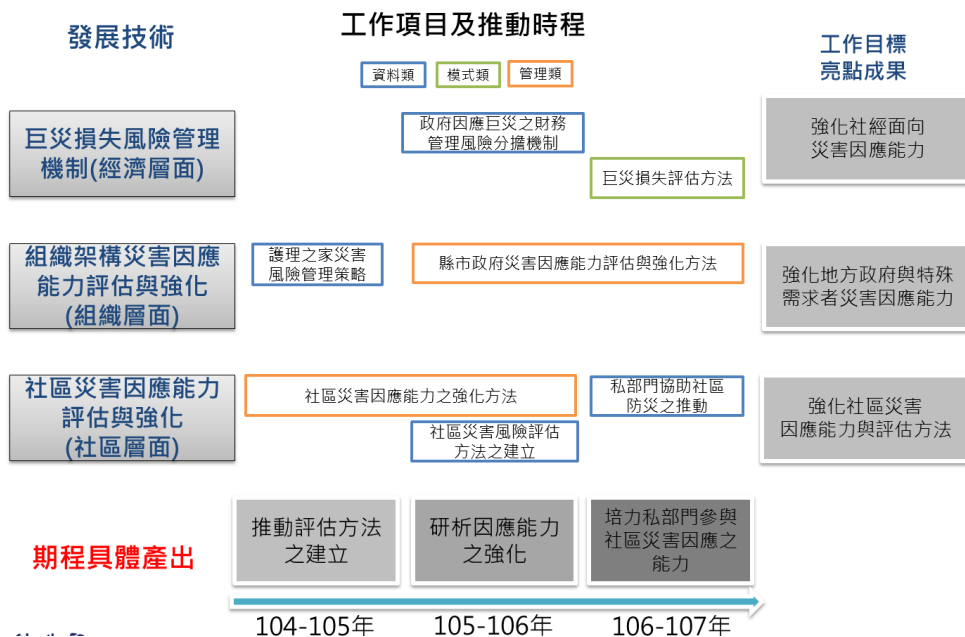 發展技術
工作項目及推動時程
工作目標
亮點成果
資料類
模式類
管理類
巨災損失風險管理
機制(經濟層面)
政府因應巨災之財務
管理風險分擔機制
巨災損失評估方法
強化社經面向
災害因應能力
組織架構災害因應
能力評估與強化
(組織層面)
護理之家災害
風險管理策略
縣市政府災害因應能力評估與強化方法
強化地方政府與特殊
需求者災害因應能力
社區災害因應能力
評估與強化
(社區層面)
社區災害因應能力之強化方法
社區災害風險評估
方法之建立
私部門協助社區
防災之推動
強化社區災害
因應能力與評估方法
期程具體產出
推動評估方法
之建立
研析因應能力
之強化
培力私部門參與
社區災害因應之
能力
104-105年
105-106年
106-107年